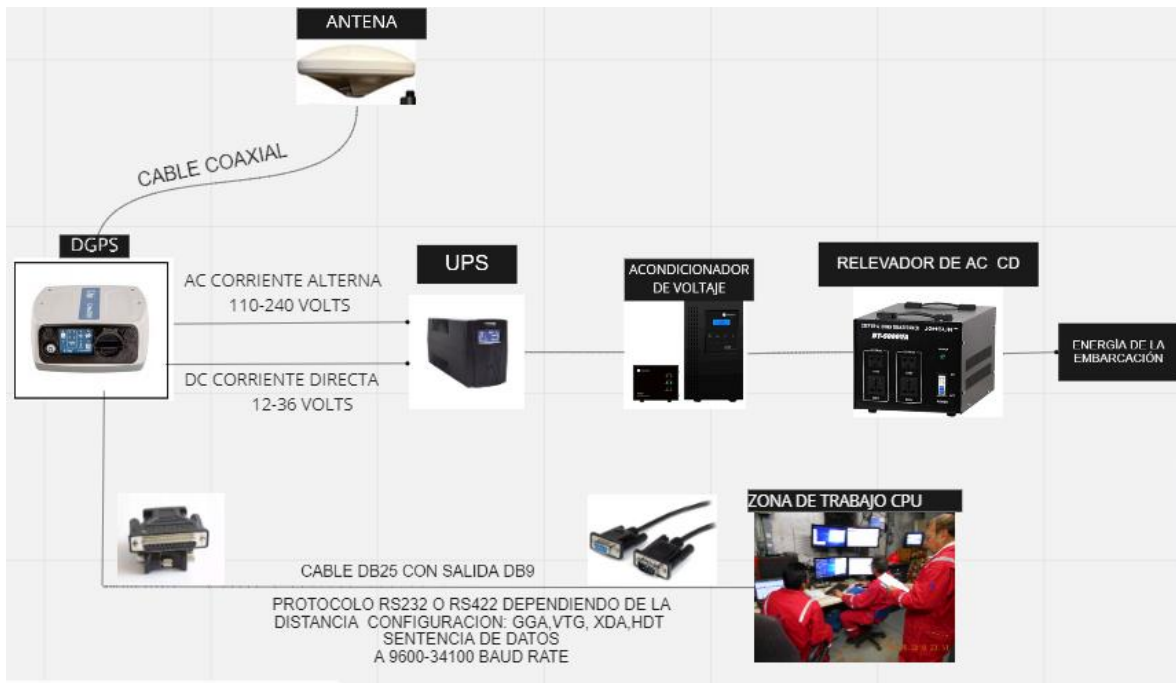 ANTENA
CABLE COAXIAL
DGPS
AC CORRIENTE ALTERNA
110-240 VOLTS
DC CORRIENTE DIRECTA
12-36 VOLTS
UPS
ACONDICIONADOR
DE VOLTAJE
RELEVADOR DE AC CD
ENERGÍA DE LA
EMBARCACIÓN
ZONA DE TRABAJO CPU
CABLE DB25 CON SALIDA DB9
PROTOCOLO RS232 O RS422 DEPENDIENDO DE LA
DISTANCIA CONFIGURACION: GGA,VTG, XDA,HDT
SENTENCIA DE DATOS
A 9600-34100 BAUD RATE